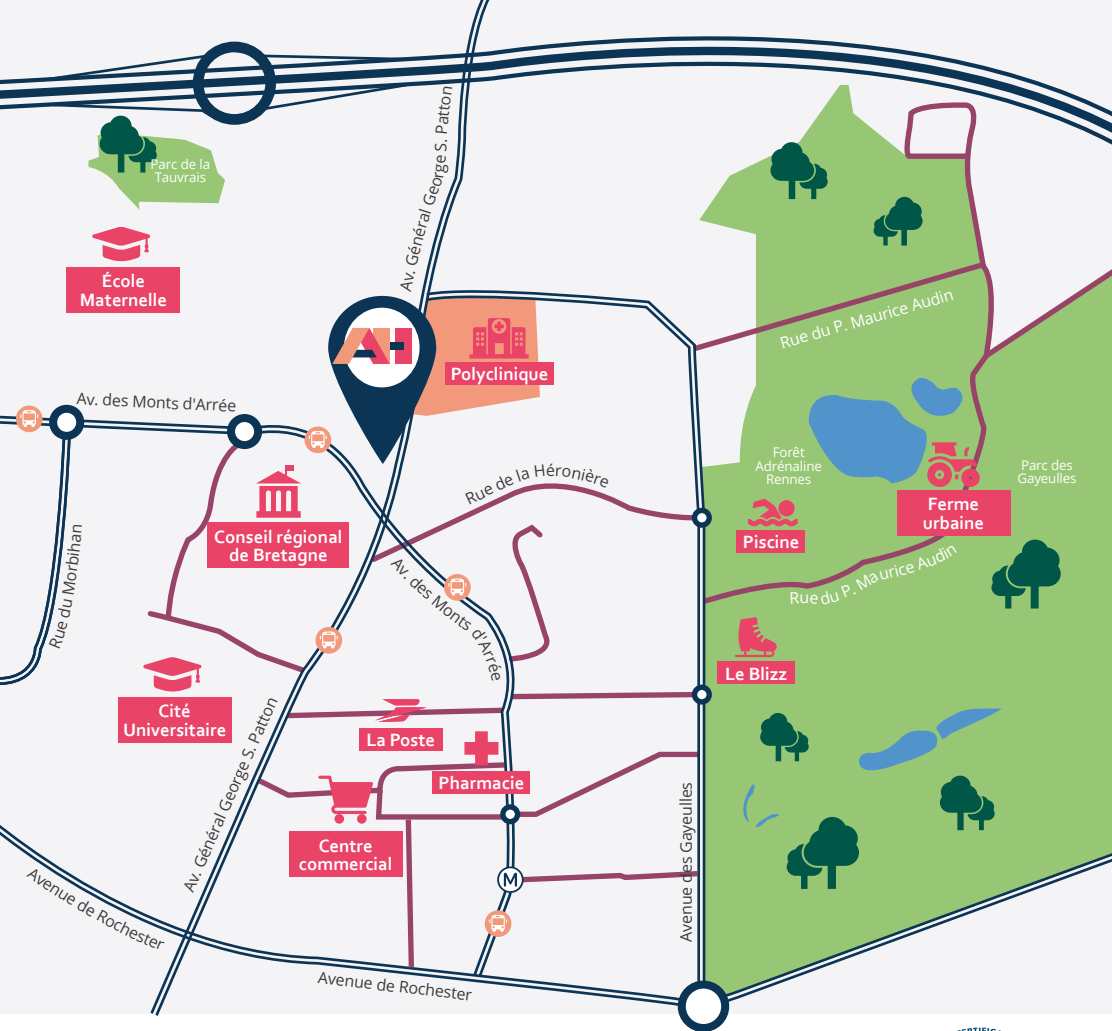 Av. Général George S. Patton
Parc de la
Tauvrais
École
Maternelle
AH
Polyclinique
Rue du P. Maurice Audin
Av. des Monts d'Arrée
Rue de la Héronière
Forêt
Adrénaline
Rennes
Parc des
Gayeulles
Ferme
urbaine
Piscine
Conseil régional
de Bretagne
Rue du Morbihan
Av. des Monts d'Arrée
Rue du P. Maurice Audin
Le Blizz
Cité
Universitaire
Av. Général George S. Patton
La Poste
Pharmacie
Centre
commercial
Avenue des Gayeulles
M
Avenue de Rochester
Avenue de Rochester